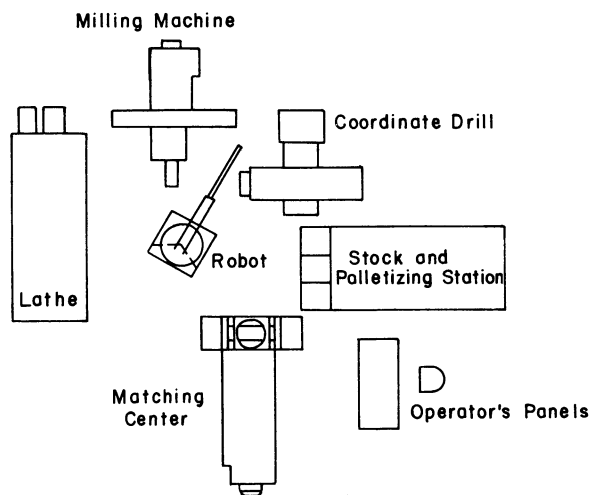 Milling Machine
Coordinate Drill
Robot
Stock and
Palletizing Station
Lathe
Matching
Center
Operator's Panels